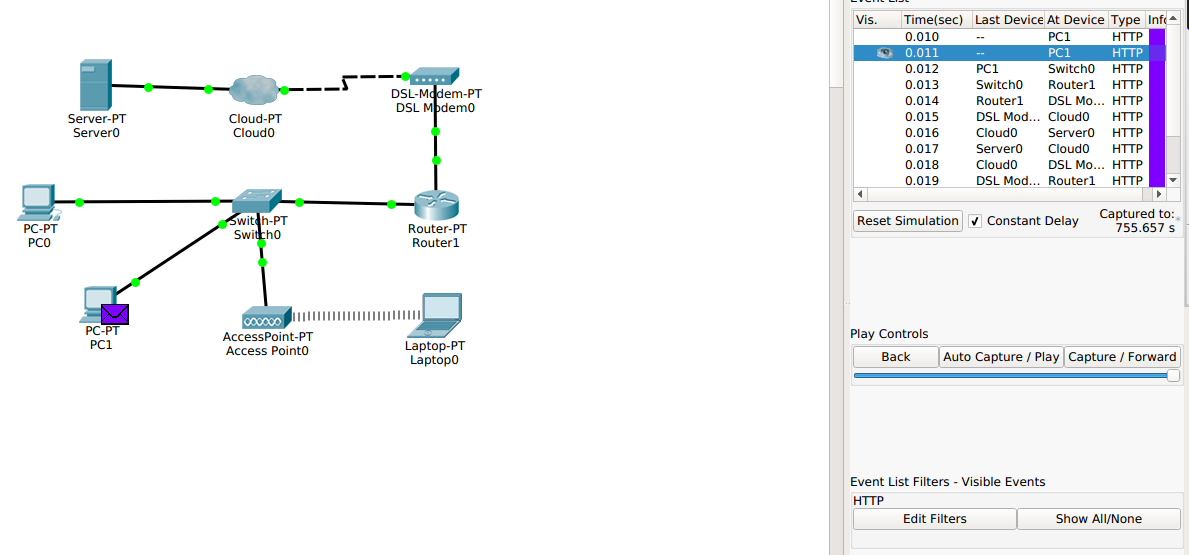 Event List
Vis. Time(sec) Last Device At Device Type Info
0.010 -- PC1 HTTP
0.011 -- PC1 HTTP
0.012 PC1 Switch0 HTTP
0.013 Switch0 Router1 HTTP
0.014 Router1 DSL Mo... HTTP
0.015 DSL Mod... Cloud0 HTTP
0.016 Cloud0 Server0 HTTP
0.017 Server0 Cloud0 HTTP
0.018 Cloud0 DSL Mo... HTTP
0.019 DSL Mod... Router1 HTTP
Reset Simulation Constant Delay Captured to:
755.657 s
Play Controls
Back Auto Capture / Play Capture / Forward
Event List Filters - Visible Events
HTTP
Edit Filters Show All/None
Server-PT
Server0
Cloud-PT
Cloud0
DSL-Modem-PT
DSL Modem0
PC-PT
PC0
Switch-PT
Switch0
Router-PT
Router1
PC-PT
PC1
AccessPoint-PT
Access Point0
Laptop-PT
Laptop0